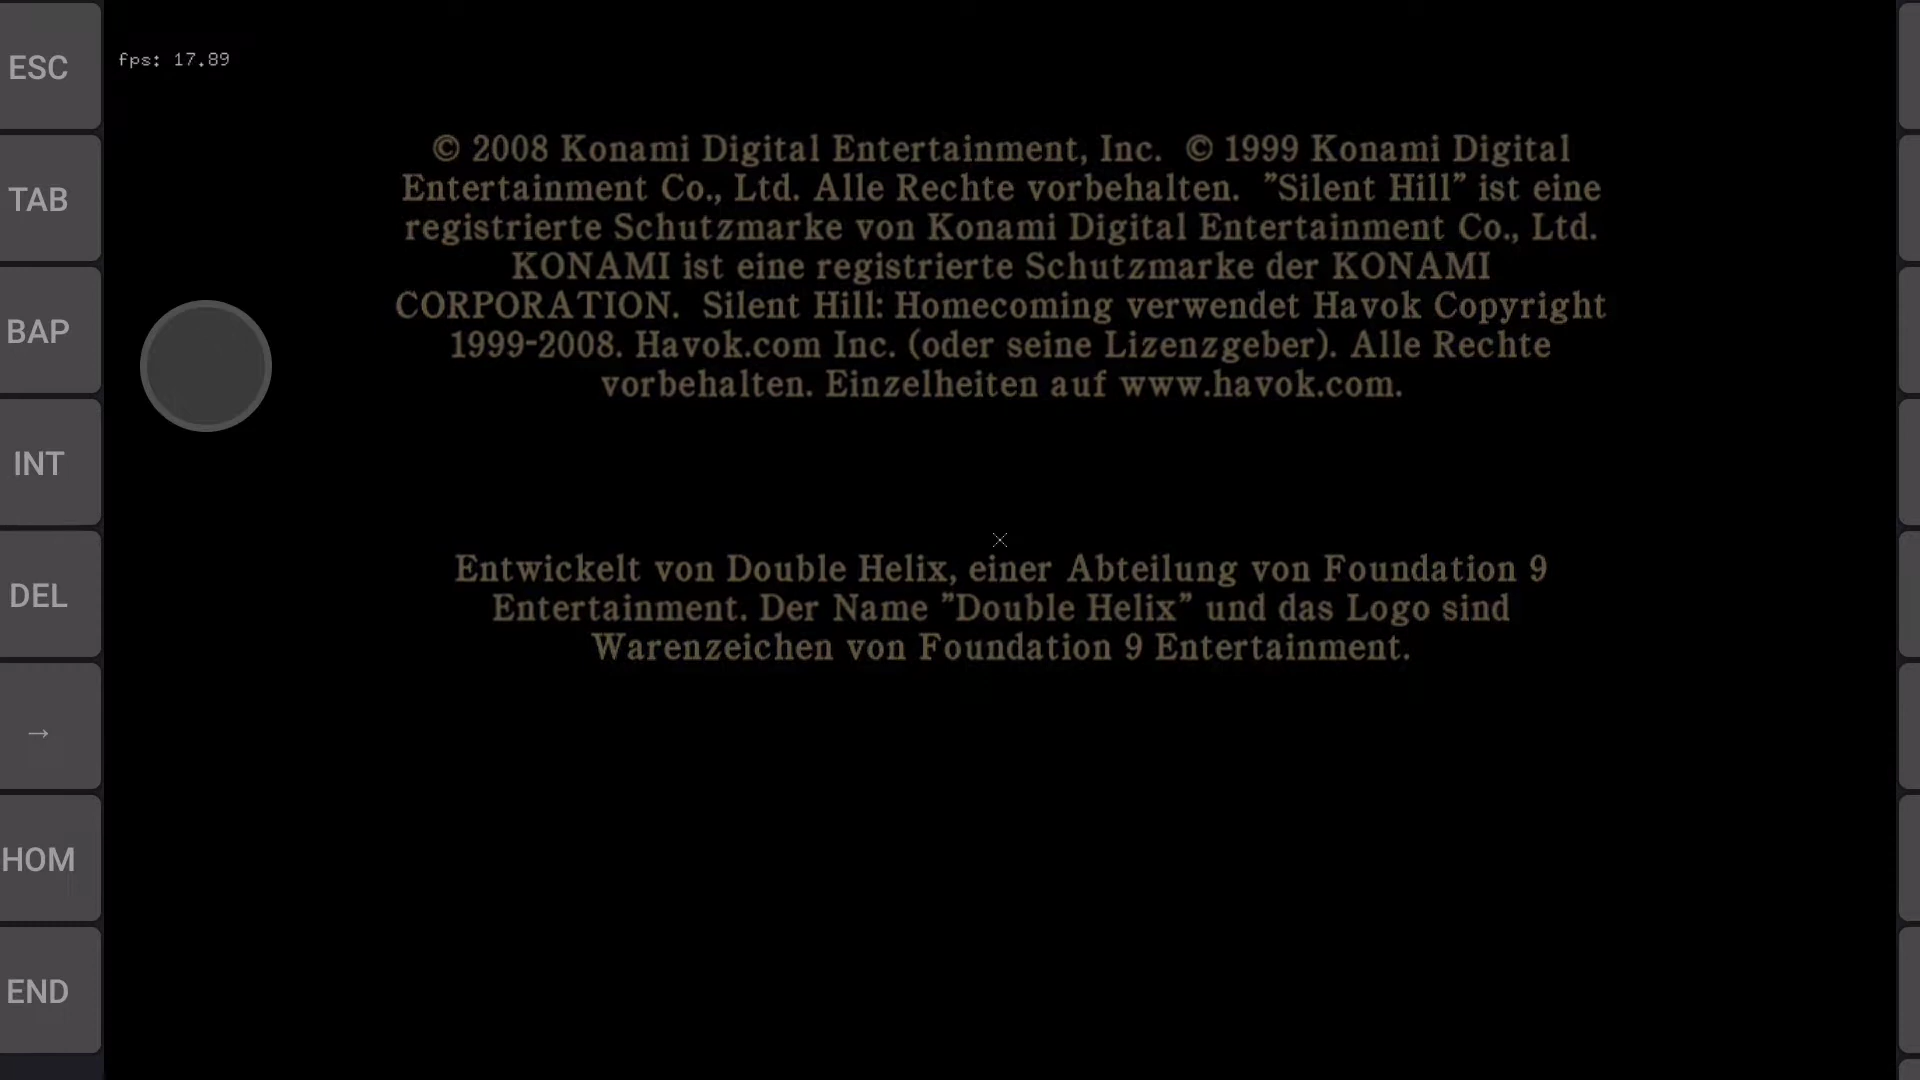 ESC
fps: 17.89
TAB
BAP
INT
DEL
→
HOM
END
© 2008 Konami Digital Entertainment, Inc.  © 1999 Konami Digital
Entertainment Co., Ltd. Alle Rechte vorbehalten.  ”Silent Hill” ist eine
registrierte Schutzmarke von Konami Digital Entertainment Co., Ltd.
KONAMI ist eine registrierte Schutzmarke der KONAMI
CORPORATION.  Silent Hill: Homecoming verwendet Havok Copyright
1999-2008. Havok.com Inc. (oder seine Lizenzgeber). Alle Rechte
vorbehalten. Einzelheiten auf www.havok.com.
Entwickelt von Double Helix, einer Abteilung von Foundation 9
Entertainment. Der Name ”Double Helix” und das Logo sind
Warenzeichen von Foundation 9 Entertainment.